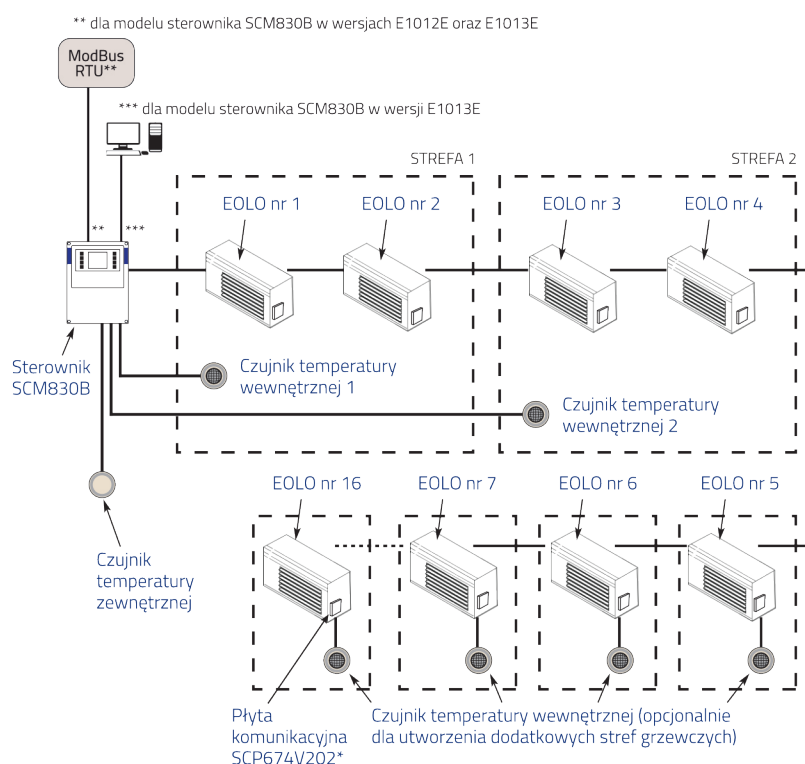 ** dla modelu sterownika SCM830B w wersjach E1012E oraz E1013E
ModBus
RTU**
*** dla modelu sterownika SCM830B w wersji E1013E
STREFA 1
STREFA 2
EOLO nr 1
EOLO nr 2
EOLO nr 3
EOLO nr 4
**
***
Sterownik
SCM830B
Czujnik temperatury
wewnętrznej 1
Czujnik temperatury
wewnętrznej 2
EOLO nr 16
EOLO nr 7
EOLO nr 6
EOLO nr 5
Czujnik
temperatury
zewnętrznej
Płyta
komunikacyjna
SCP674V202*
Czujnik temperatury wewnętrznej (opcjonalnie
dla utworzenia dodatkowych stref grzewczych)